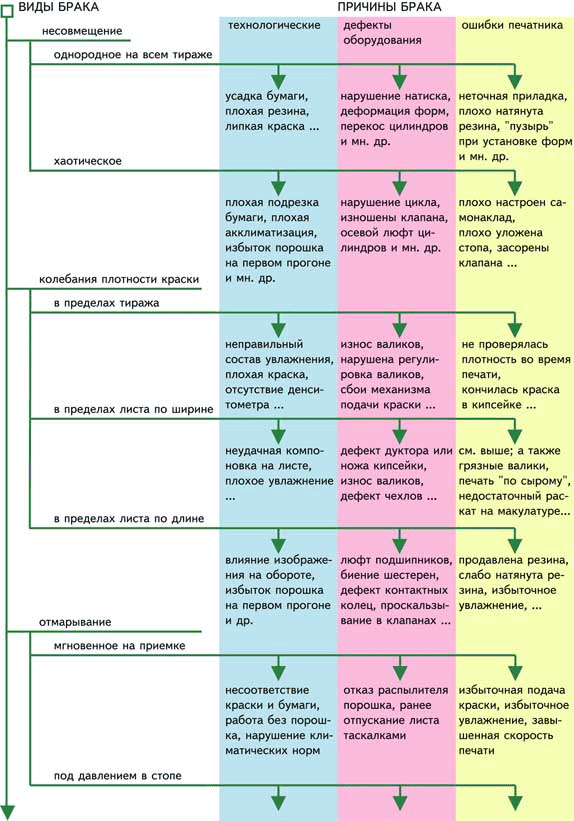 ВИДЫ БРАКА
ПРИЧИНЫ БРАКА
технологические
дефекты
оборудования
ошибки печатника
несовмещение
однородное на всем тираже
усадка бумаги,
плохая резина,
липкая краска ...
нарушение натиска,
деформация форм,
перекос цилиндров
и мн. др.
неточная приладка,
плохо натянута
резина, "пузырь"
при установке форм
и мн. др.
хаотическое
плохая подрезка
бумаги, плохая
акклиматизация,
избыток порошка
на первом прогоне
и мн. др.
нарушение цикла,
изношены клапана,
осевой люфт ци-
линдров и мн. др.
плохо настроен са-
монаклад,
плохо уложена
стопа, засорены
клапана ...
колебания плотности краски
в пределах тиража
неправильный
состав увлажнения,
плохая краска,
отсутствие денси-
тометра ...
износ валиков,
нарушена регули-
ровка валиков,
сбои механизма
подачи краски ...
не проверялась
плотность во время
печати,
кончилась краска
в кипсейке ...
в пределах листа по ширине
неудачная компо-
новка на листе,
плохое увлажнение
...
дефект дуктора или
ножа кипсейки,
износ валиков,
дефект чехлов ...
см. выше; а также
грязные валики,
печать "по сырому",
недостаточный рас-
кат на макулатуре...
в пределах листа по длине
влияние изображе-
ния на обороте,
избыток порошка
на первом прогоне
и др.
люфт подшипников,
биение шестерен,
дефект контактных
колец, проскальзы-
вание в клапанах ...
продавлена резина,
слабо натянута ре-
зина, избыточное
увлажнение, ...
отмарывание
мгновенное на приемке
несоответствие
краски и бумаги,
работа без порош-
ка, нарушение кли-
матических норм
отказ распылителя
порошка, ранее
отпускание листа
таскалками
избыточная подача
краски, избыточное
увлажнение, завы-
шенная скорость
печати
под давлением в стопе